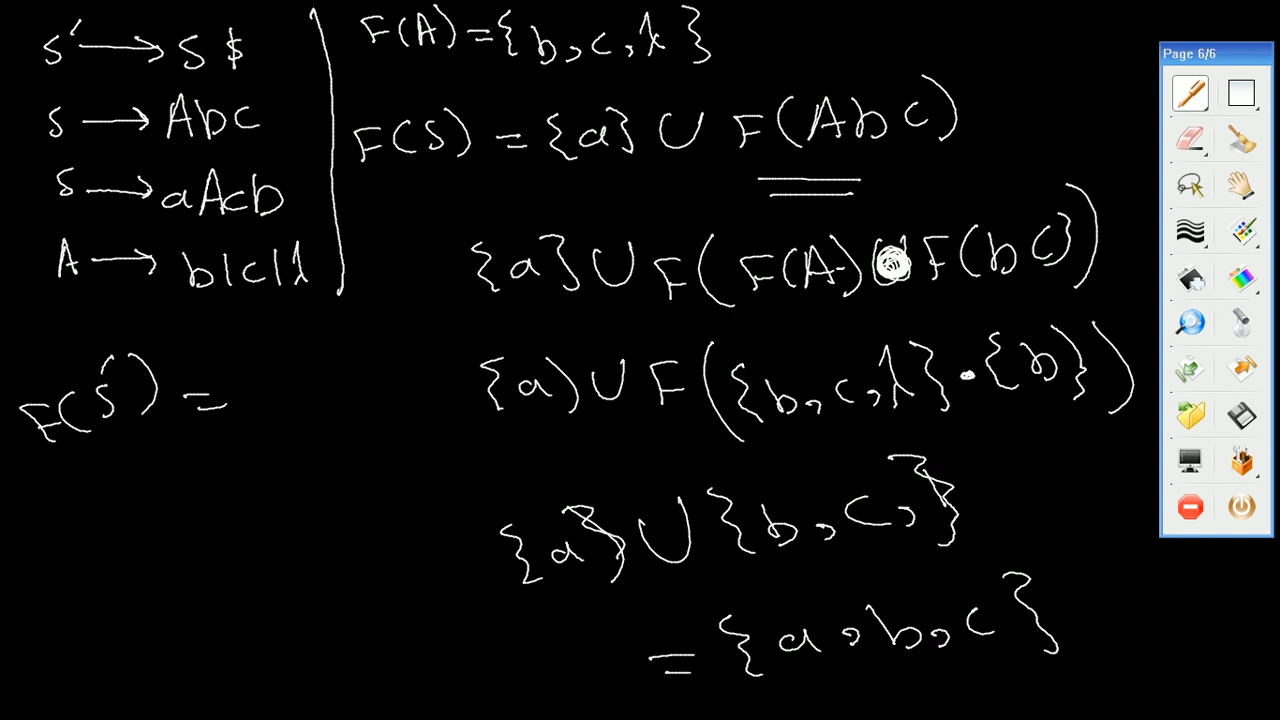 S' → S $
S → Abc
S → aAcb
A → b|c|λ
F(A) = {b,c,λ}
F(S) = {a} ∪ F(Abc)
{a} ∪ F(F(A) F(bc))
{a} ∪ F({b,c,λ}·{b})
{a} ∪ {b,c,}
= {a,b,c}
F(S') =
Page 6/6